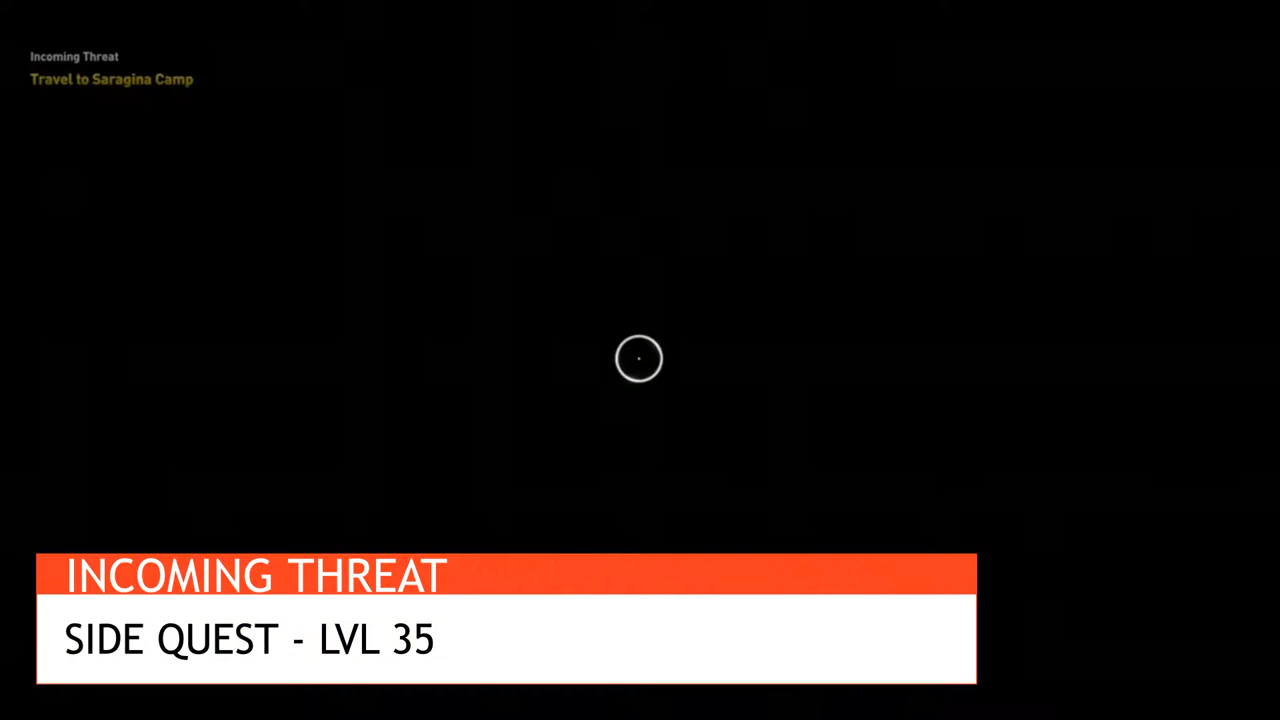 Incoming Threat
Travel to Saragina Camp
INCOMING THREAT
SIDE QUEST - LVL 35